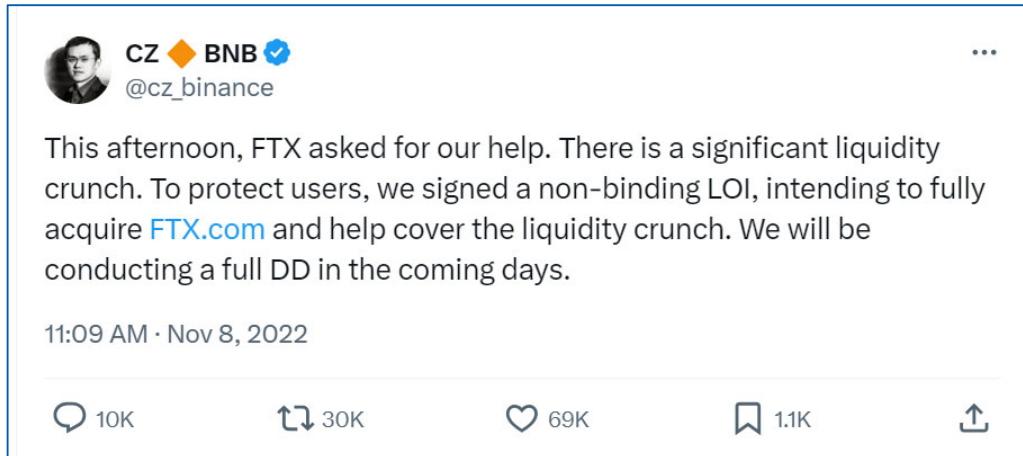 CZ 🔶 BNB
@cz_binance
This afternoon, FTX asked for our help. There is a significant liquidity
crunch. To protect users, we signed a non-binding LOI, intending to fully
acquire FTX.com and help cover the liquidity crunch. We will be
conducting a full DD in the coming days.
11:09 AM · Nov 8, 2022
10K 30K 69K 1.1K